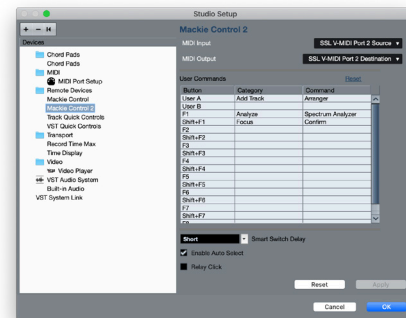 Studio Setup
+ −
Mackie Control 2
Devices
MIDI Input SSL V-MIDI Port 2 Source
MIDI Output SSL V-MIDI Port 2 Destination
Chord Pads
Chord Pads
MIDI
MIDI Port Setup
Remote Devices
Mackie Control
Mackie Control 2
Track Quick Controls
VST Quick Controls
Transport
Record Time Max
Time Display
Video
Video Player
VST Audio System
Built-in Audio
VST System Link
User Commands Reset
Button Category Command
User A Add Track Arranger
User B
F1 Analyze Spectrum Analyzer
Shift+F1 Focus Confirm
F2
Shift+F2
F3
Shift+F3
F4
Shift+F4
F5
Shift+F5
F6
Shift+F6
F7
Shift+F7
F8
Short Smart Switch Delay
Enable Auto Select
Relay Click
Reset Apply
Cancel OK